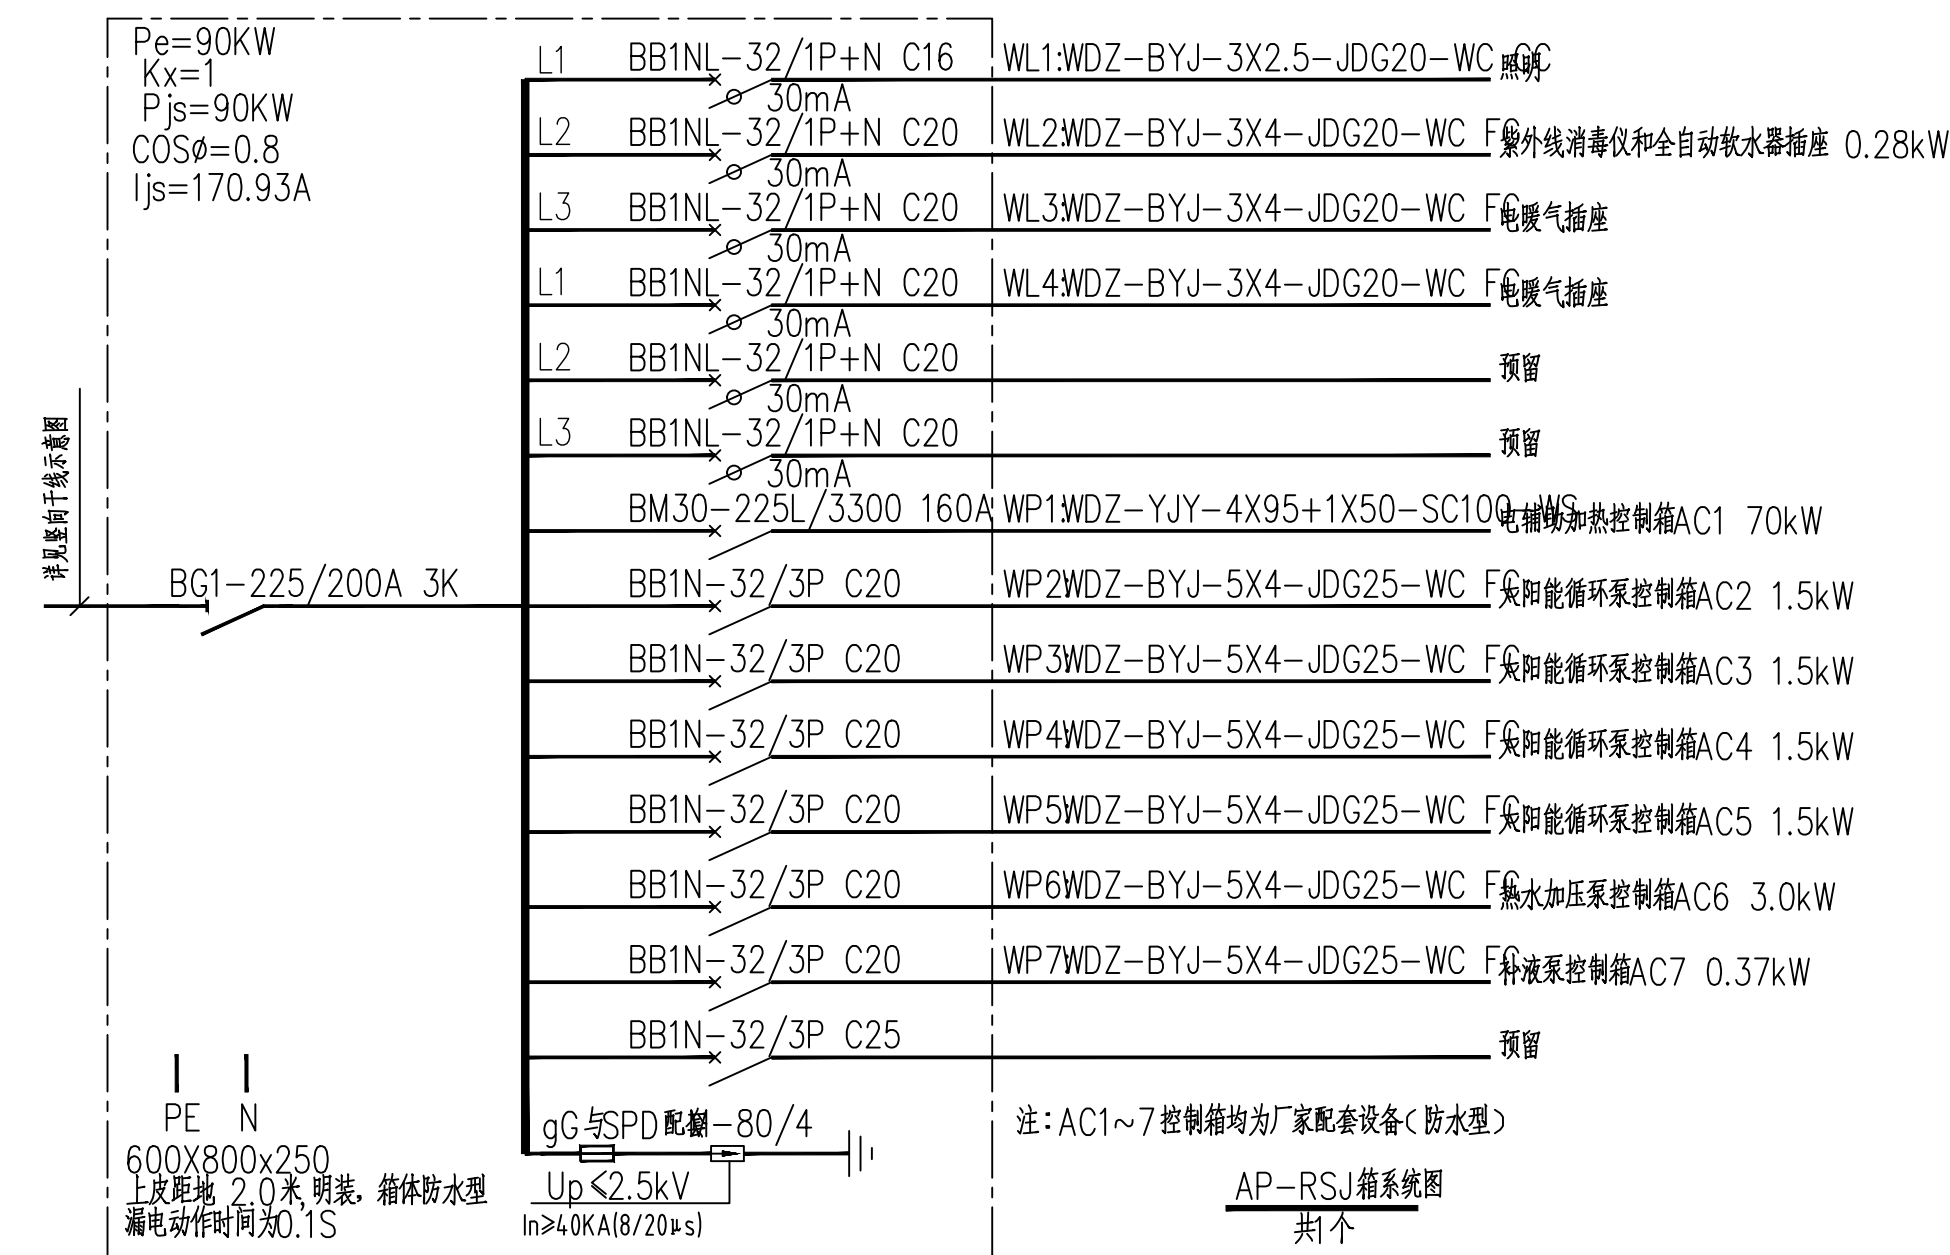 Pe=90KW
Kx=1
Pjs=90KW
COSø=0.8
Ijs=170.93A
L1 BB1NL-32/1P+N C16 WL1:WDZ-BYJ-3X2.5-JDG20-WC CC 照明
30mA
L2 BB1NL-32/1P+N C20 WL2:WDZ-BYJ-3X4-JDG20-WC FC 紫外线消毒仪和全自动软水器插座 0.28kW
30mA
L3 BB1NL-32/1P+N C20 WL3:WDZ-BYJ-3X4-JDG20-WC FC 电暖气插座
30mA
L1 BB1NL-32/1P+N C20 WL4:WDZ-BYJ-3X4-JDG20-WC FC 电暖气插座
30mA
L2 BB1NL-32/1P+N C20 预留
30mA
L3 BB1NL-32/1P+N C20 预留
30mA
BM30-225L/3300 160A WP1:WDZ-YJY-4X95+1X50-SC100-WS 电辅助加热控制箱AC1 70kW
详见竖向干线示意图
BG1-225/200A 3K
BB1N-32/3P C20 WP2:WDZ-BYJ-5X4-JDG25-WC FC 太阳能循环泵控制箱AC2 1.5kW
BB1N-32/3P C20 WP3:WDZ-BYJ-5X4-JDG25-WC FC 太阳能循环泵控制箱AC3 1.5kW
BB1N-32/3P C20 WP4:WDZ-BYJ-5X4-JDG25-WC FC 太阳能循环泵控制箱AC4 1.5kW
BB1N-32/3P C20 WP5:WDZ-BYJ-5X4-JDG25-WC FC 太阳能循环泵控制箱AC5 1.5kW
BB1N-32/3P C20 WP6:WDZ-BYJ-5X4-JDG25-WC FC 热水加压泵控制箱AC6 3.0kW
BB1N-32/3P C20 WP7:WDZ-BYJ-5X4-JDG25-WC FC 补液泵控制箱AC7 0.37kW
BB1N-32/3P C25 预留
PE N
600X800x250
上皮距地 2.0米,明装，箱体防水型
漏电动作时间为0.1S
gG与SPD配套 -80/4
Up≤2.5kV
In≥40KA(8/20μs)
注：AC1~7控制箱均为厂家配套设备（防水型）
AP-RSJ箱系统图
共1个